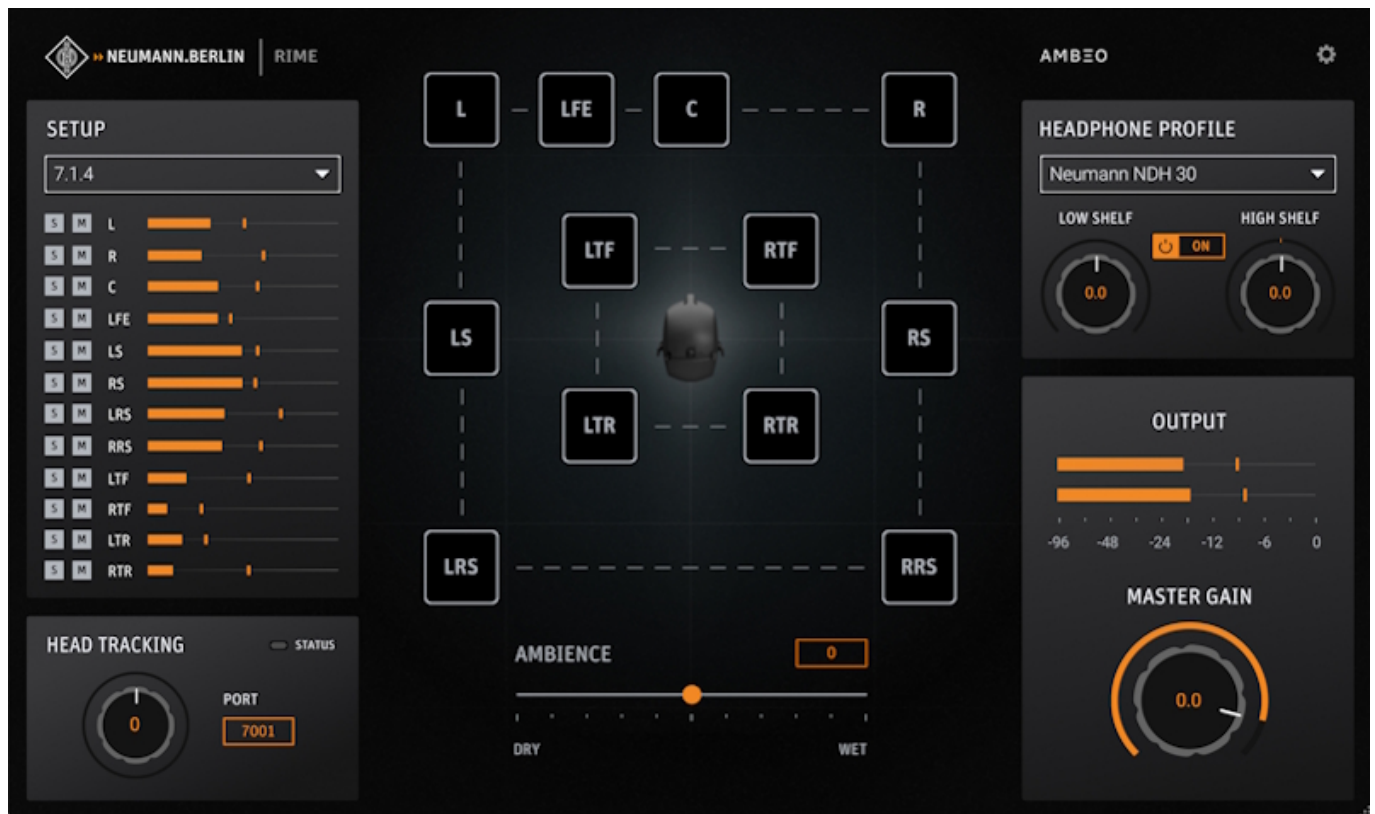 NEUMANN.BERLIN | RIME
SETUP
7.1.4
S M L
S M R
S M C
S M LFE
S M LS
S M RS
S M LRS
S M RRS
S M LTF
S M RTF
S M LTR
S M RTR
HEAD TRACKING
STATUS
0
PORT
7001
L
LFE
C
R
LTF
RTF
LS
RS
LTR
RTR
LRS
RRS
AMBIENCE
0
DRY
WET
AMBΞO
HEADPHONE PROFILE
Neumann NDH 30
LOW SHELF
HIGH SHELF
ON
0.0
0.0
OUTPUT
-96 -48 -24 -12 -6 0
MASTER GAIN
0.0